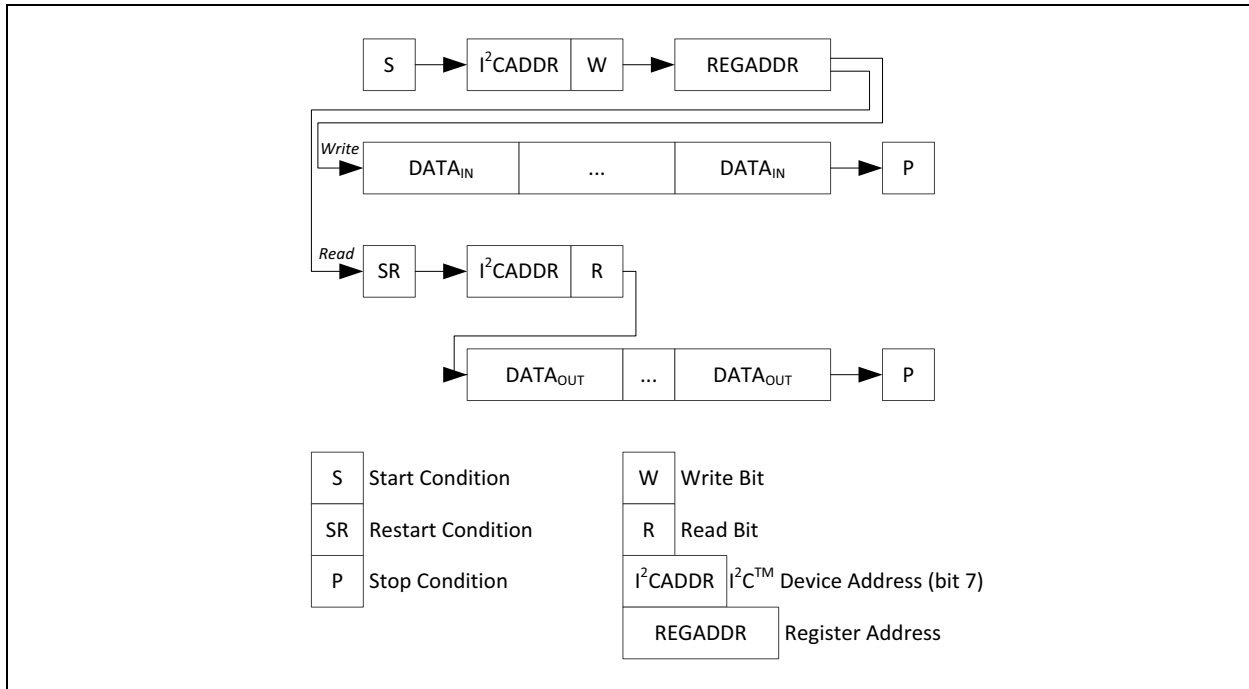 S I²CADDR W REGADDR
Write
DATA_IN ... DATA_IN P
Read
SR I²CADDR R
DATA_OUT ... DATA_OUT P
S Start Condition W Write Bit
SR Restart Condition R Read Bit
P Stop Condition I²CADDR I²C™ Device Address (bit 7)
REGADDR Register Address